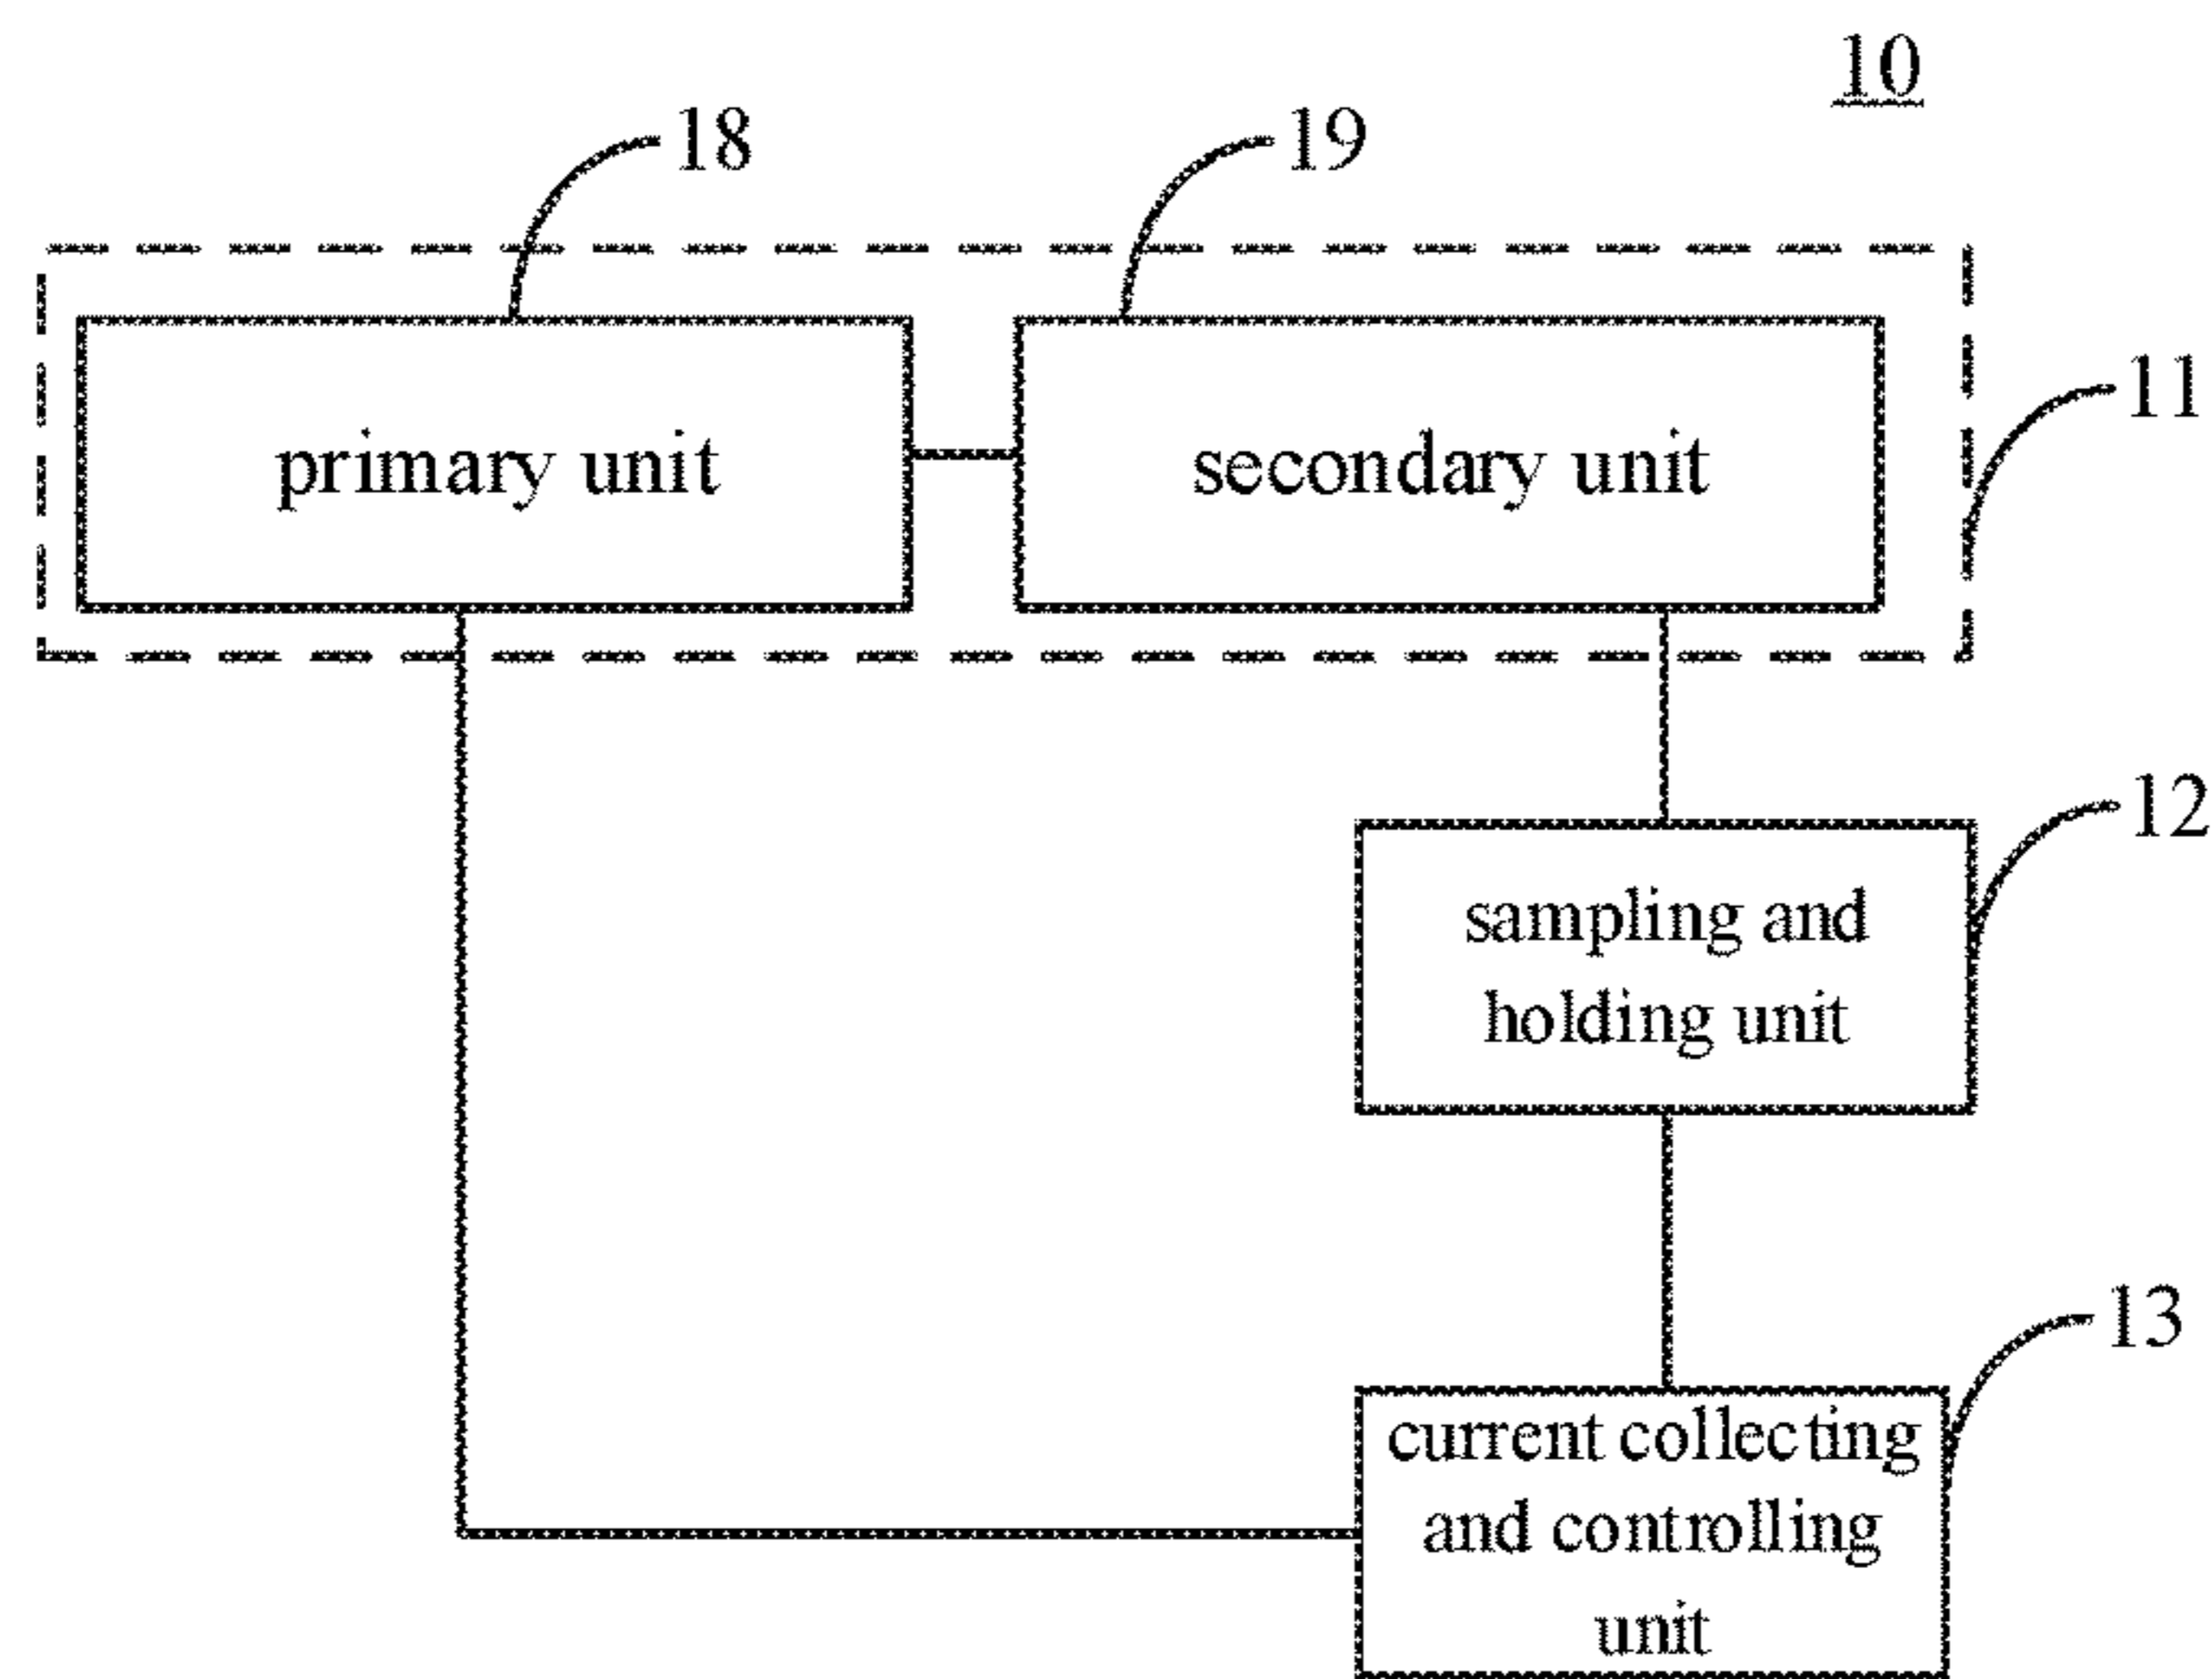 10
18
19
primary unit
secondary unit
11
12
sampling and
holding unit
13
current collecting
and controlling
unit